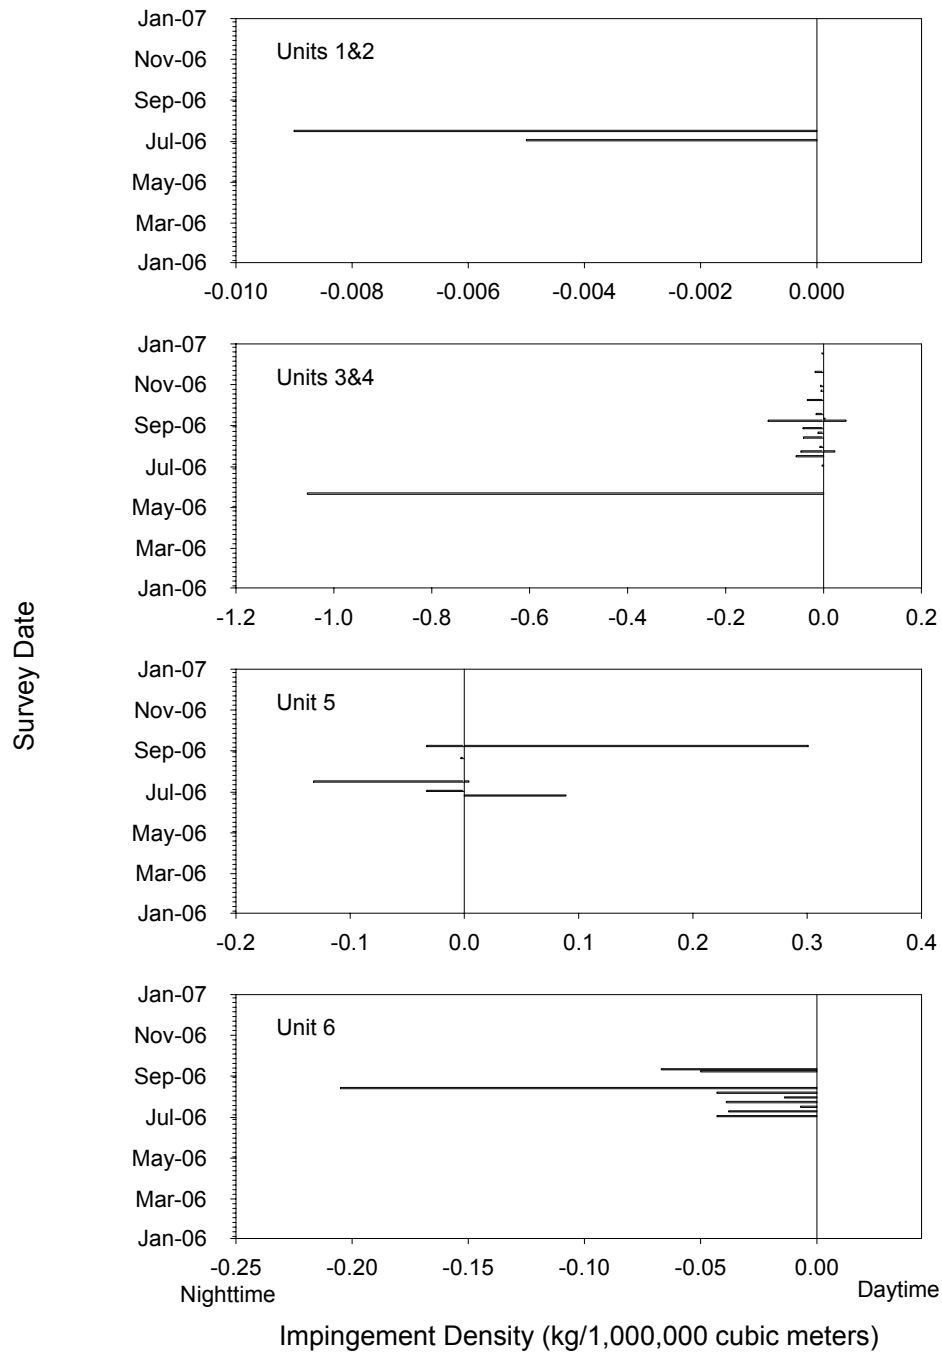 Jan-07
Units 1&2
Nov-06
Sep-06
Jul-06
May-06
Mar-06
Jan-06
-0.010 -0.008 -0.006 -0.004 -0.002 0.000
Jan-07
Units 3&4
Nov-06
Sep-06
Jul-06
May-06
Mar-06
Jan-06
-1.2 -1.0 -0.8 -0.6 -0.4 -0.2 0.0 0.2
Survey Date
Jan-07
Unit 5
Nov-06
Sep-06
Jul-06
May-06
Mar-06
Jan-06
-0.2 -0.1 0.0 0.1 0.2 0.3 0.4
Jan-07
Unit 6
Nov-06
Sep-06
Jul-06
May-06
Mar-06
Jan-06
-0.25 -0.20 -0.15 -0.10 -0.05 0.00
Nighttime Daytime
Impingement Density (kg/1,000,000 cubic meters)